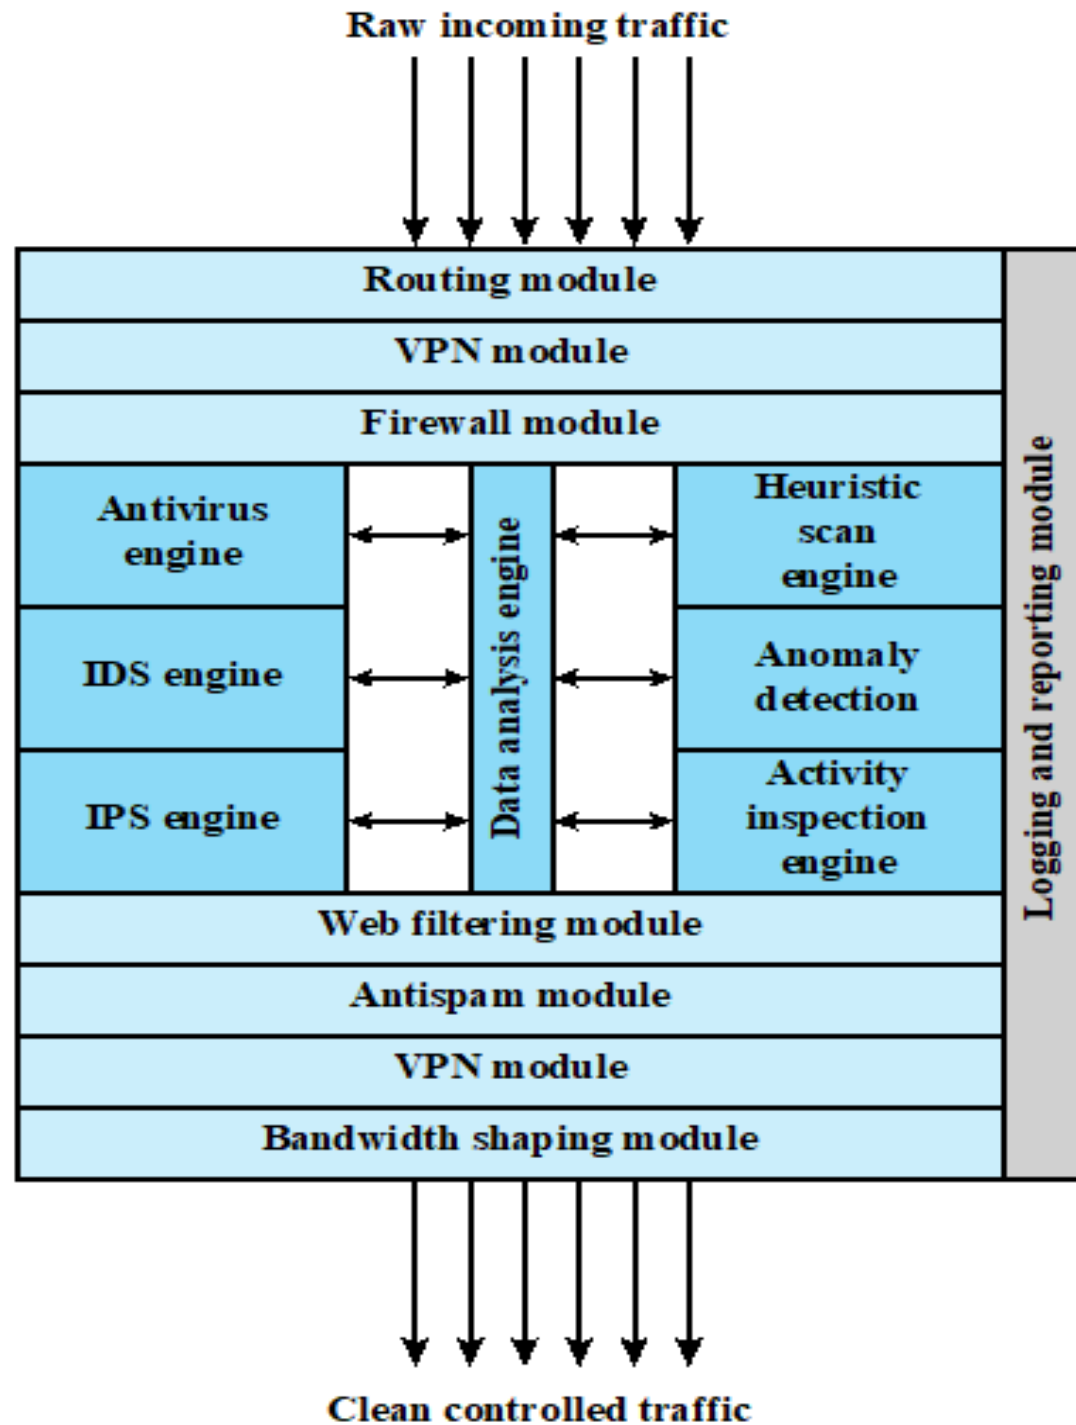 Raw incoming traffic
Routing module
VPN module
Firewall module
Antivirus
engine
IDS engine
IPS engine
Data analysis engine
Heuristic
scan
engine
Anomaly
detection
Activity
inspection
engine
Logging and reporting module
Web filtering module
Antispam module
VPN module
Bandwidth shaping module
Clean controlled traffic